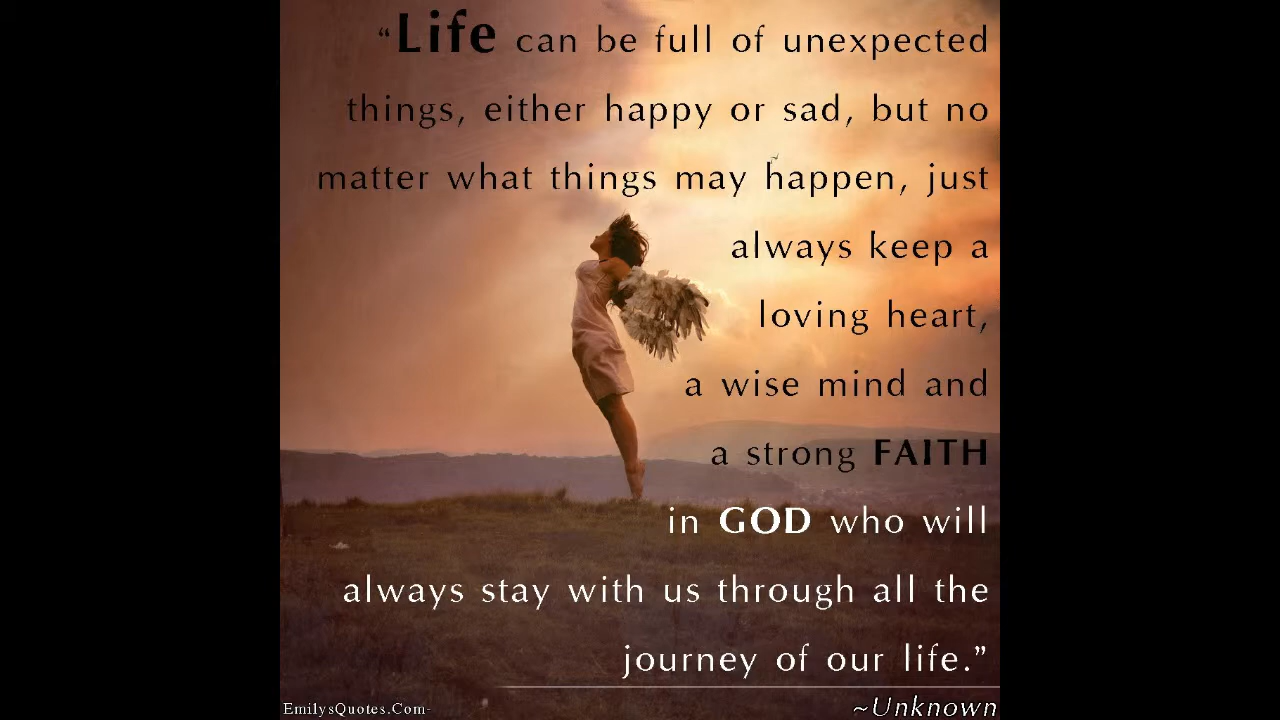 “Life can be full of unexpected
things, either happy or sad, but no
matter what things may happen, just
always keep a
loving heart,
a wise mind and
a strong FAITH
in GOD who will
always stay with us through all the
journey of our life.”
EmilysQuotes.Com-
~Unknown